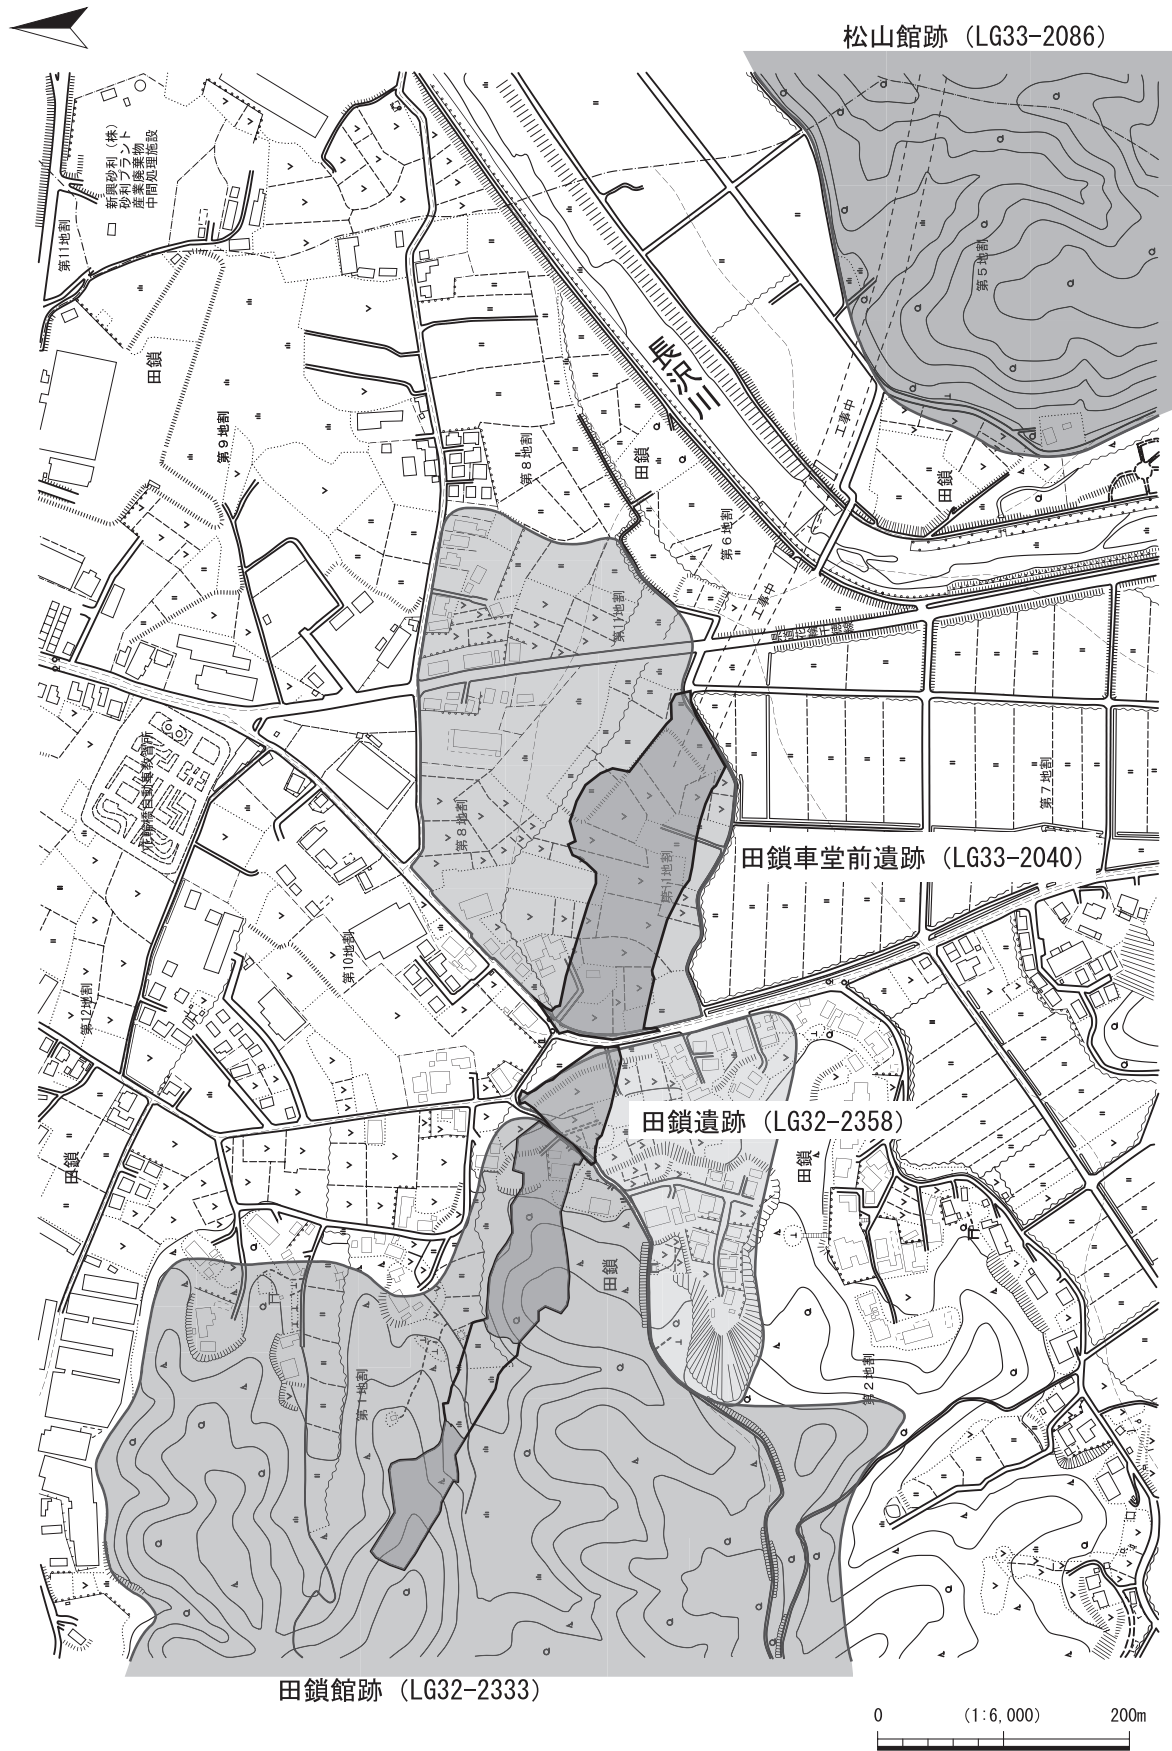 松山館跡（LG33-2086）
新興砂利（株）
砂利プラント
産業廃棄物
中間処理施設
第11地割
田鎖
第9地割
第5地割
長沢川
工事中
第8地割
田鎖
田鎖
第6地割
工事中
第11地割
第8地割
第7地割
田鎖車堂前遺跡（LG33-2040）
第11地割
第10地割
第12地割
田鎖
田鎖遺跡（LG32-2358）
田鎖
田鎖
第1地割
第2地割
田鎖館跡（LG32-2333）
0 （1:6,000） 200m